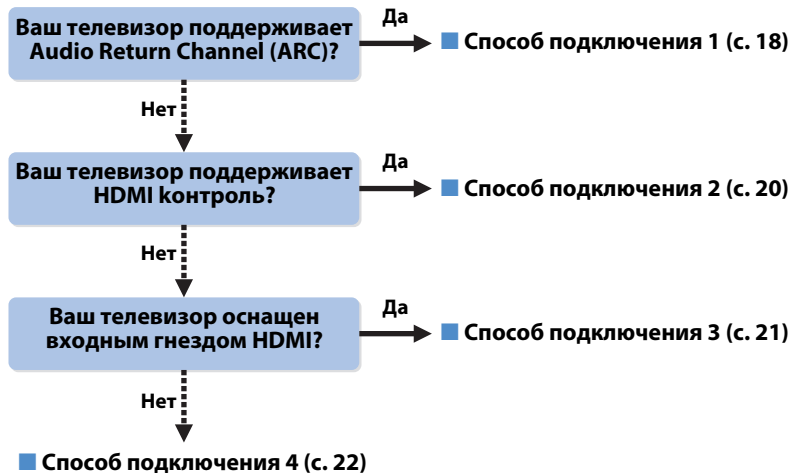 Ваш телевизор поддерживает
Audio Return Channel (ARC)?
Да
Способ подключения 1 (с. 18)
Нет
Ваш телевизор поддерживает
HDMI kонтроль?
Да
Способ подключения 2 (с. 20)
Нет
Ваш телевизор оснащен
входным гнездом HDMI?
Да
Способ подключения 3 (с. 21)
Нет
Способ подключения 4 (с. 22)